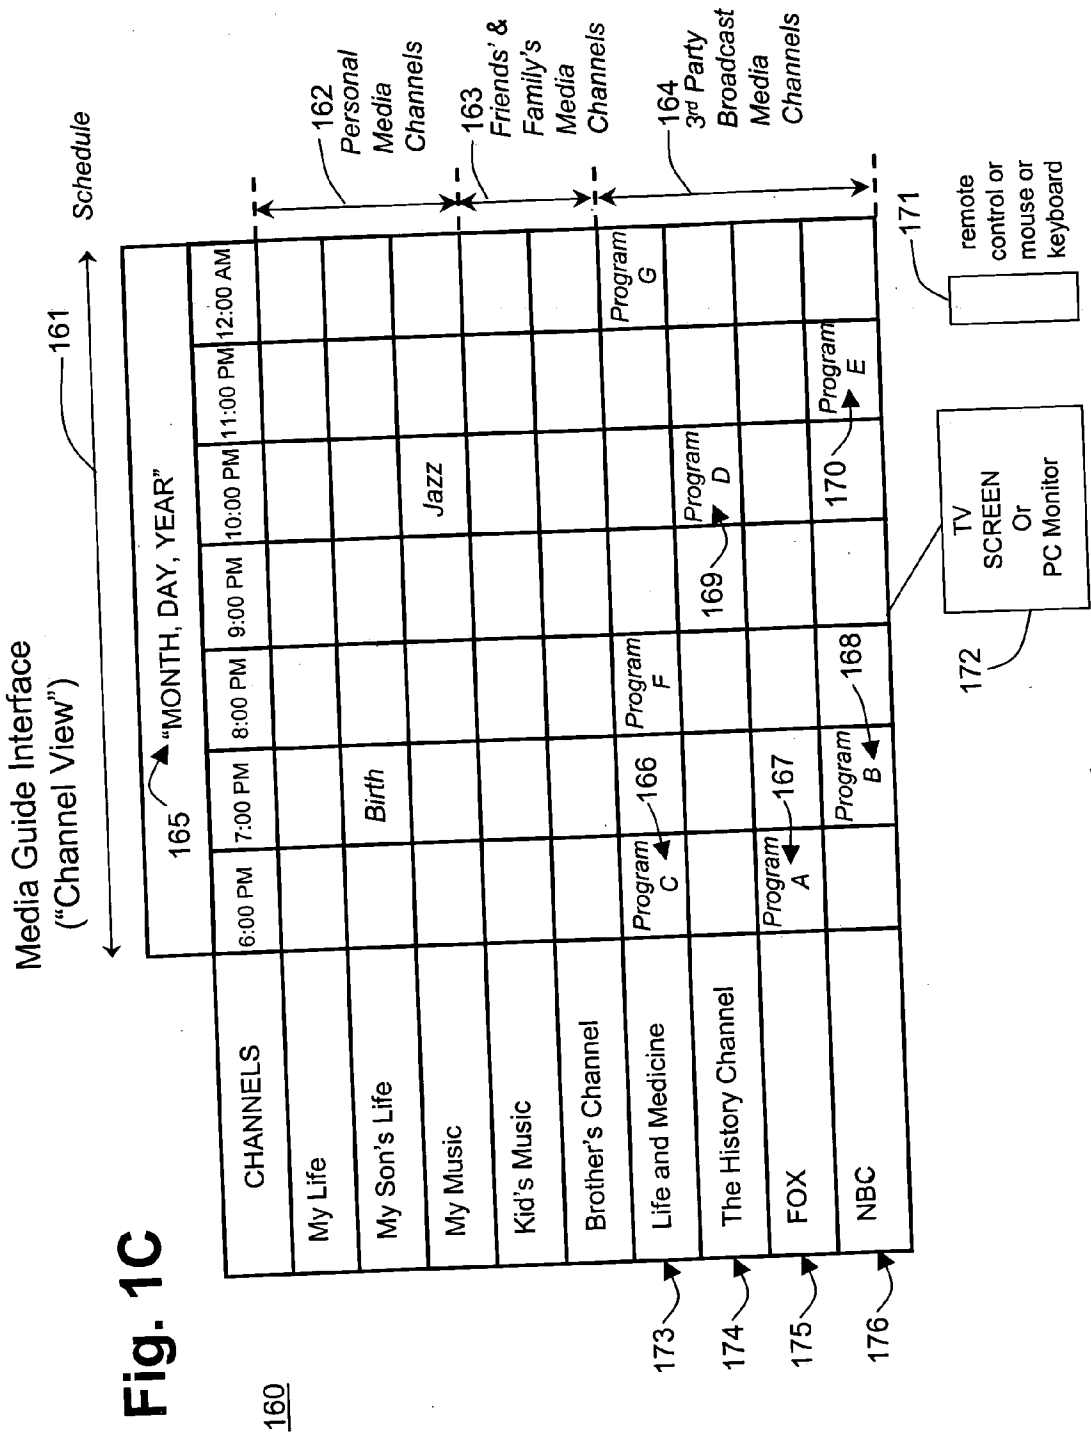 Fig. 1C
160
Media Guide Interface
("Channel View")
161
Schedule
165
"MONTH, DAY, YEAR"
CHANNELS
6:00 PM
7:00 PM
8:00 PM
9:00 PM
10:00 PM
11:00 PM
12:00 AM
My Life
My Son's Life
Birth
My Music
Jazz
Kid's Music
Brother's Channel
Life and Medicine
Program
C
166
Program
F
Program
G
The History Channel
169
Program
D
FOX
Program
A
167
NBC
Program
B
168
170
Program
E
173
174
175
176
162
Personal
Media
Channels
163
Friends' &
Family's
Media
Channels
164
3rd Party
Broadcast
Media
Channels
172
TV
SCREEN
Or
PC Monitor
171
remote
control or
mouse or
keyboard